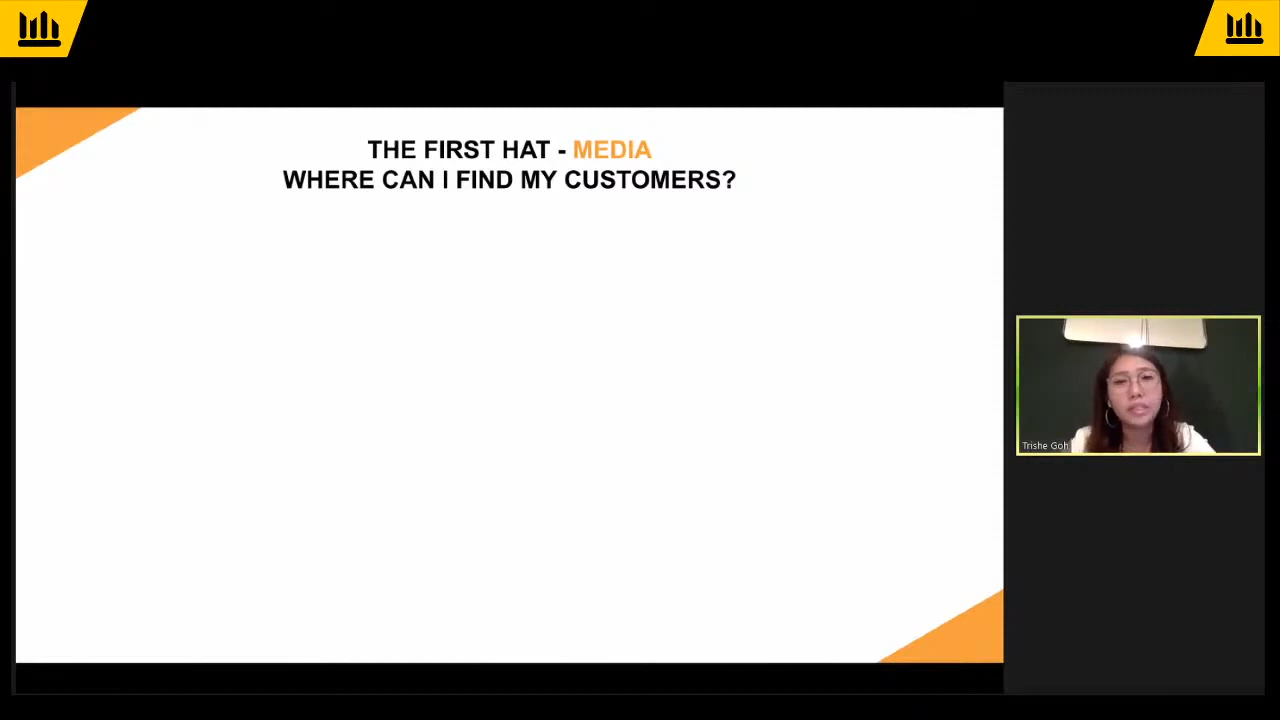 THE FIRST HAT - MEDIA
WHERE CAN I FIND MY CUSTOMERS?
Trishe Goh